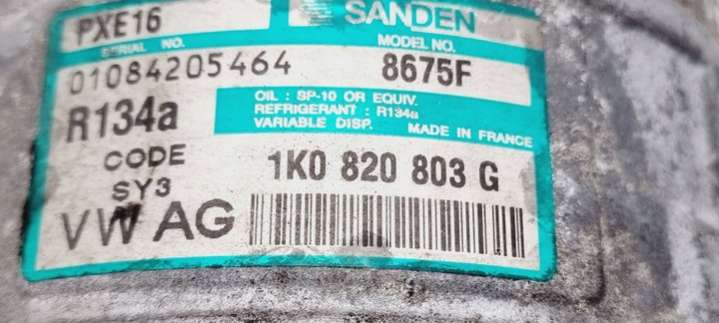 PXE16
SANDEN
SERIAL NO.
MODEL NO.
01084205464
8675F
R134a
OIL : SP-10 OR EQUIV.
REFRIGERANT : R134a
VARIABLE DISP.
MADE IN FRANCE
CODE
1K0 820 803 G
SY3
VW AG